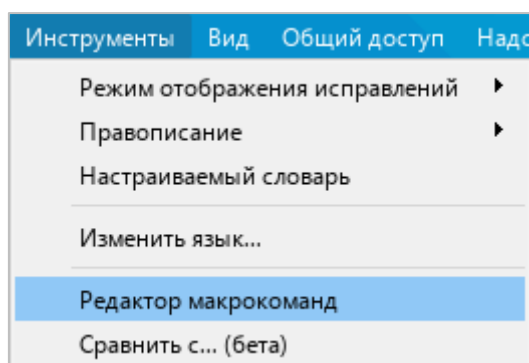 Инструменты Вид Общий доступ
Режим отображения исправлений
Правописание
Настраиваемый словарь
Изменить язык...
Редактор макрокоманд
Сравнить с... (бета)